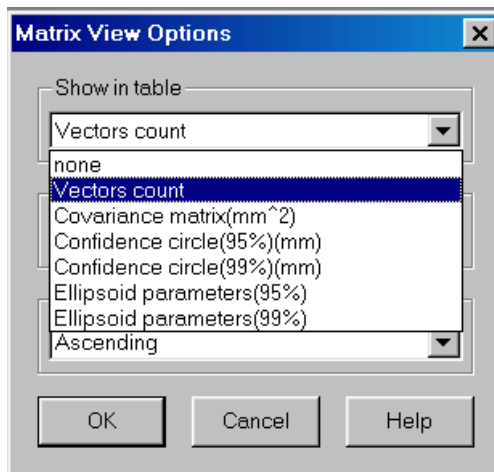 Matrix View Options
Show in table
Vectors count
none
Vectors count
Covariance matrix(mm^2)
Confidence circle(95%)(mm)
Confidence circle(99%)(mm)
Ellipsoid parameters(95%)
Ellipsoid parameters(99%)
Ascending
OK Cancel Help